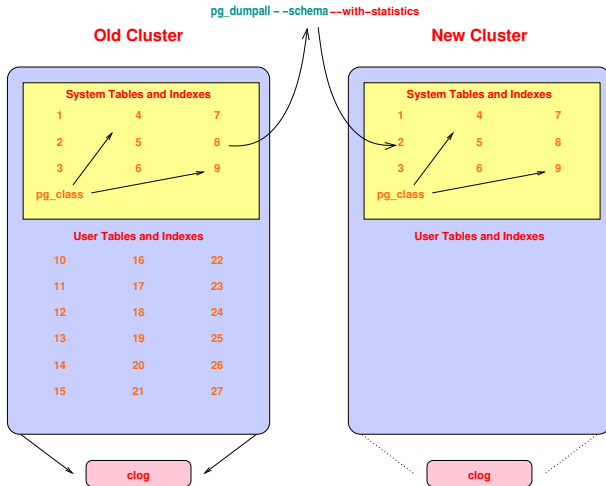 pg_dumpall --schema --with-statistics
Old Cluster
System Tables and Indexes
1 4 7
2 5 8
3 6 9
pg_class
User Tables and Indexes
10 16 22
11 17 23
12 18 24
13 19 25
14 20 26
15 21 27
clog
New Cluster
System Tables and Indexes
1 4 7
2 5 8
3 6 9
pg_class
User Tables and Indexes
clog